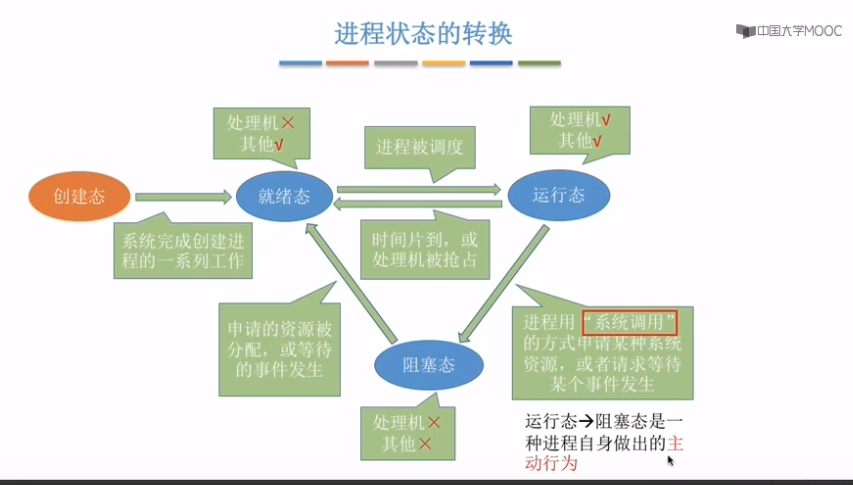 进程状态的转换
中国大学MOOC
处理机×
其他√
进程被调度
处理机√
其他√
创建态
就绪态
运行态
系统完成创建进
程的一系列工作
时间片到，或
处理机被抢占
申请的资源被
分配，或等待
的事件发生
进程用“系统调用”
的方式申请某种系统
资源，或者请求等待
某个事件发生
阻塞态
处理机×
其他×
运行态→阻塞态是一
种进程自身做出的主
动行为